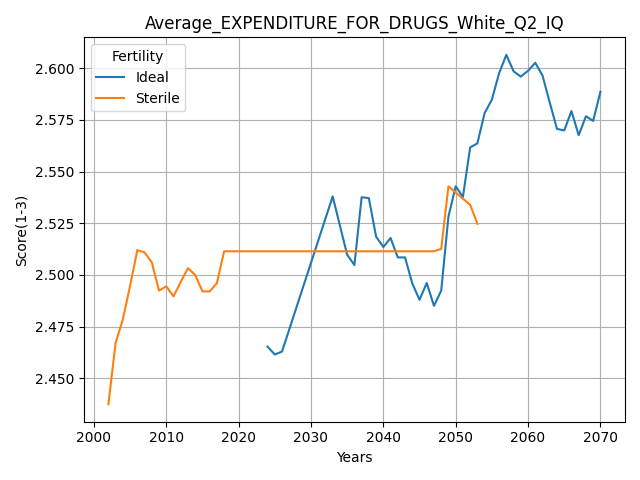 Average_EXPENDITURE_FOR_DRUGS_White_Q2_IQ
Fertility
Ideal
Sterile
Score(1-3)
2.600
2.575
2.550
2.525
2.500
2.475
2.450
2000 2010 2020 2030 2040 2050 2060 2070
Years